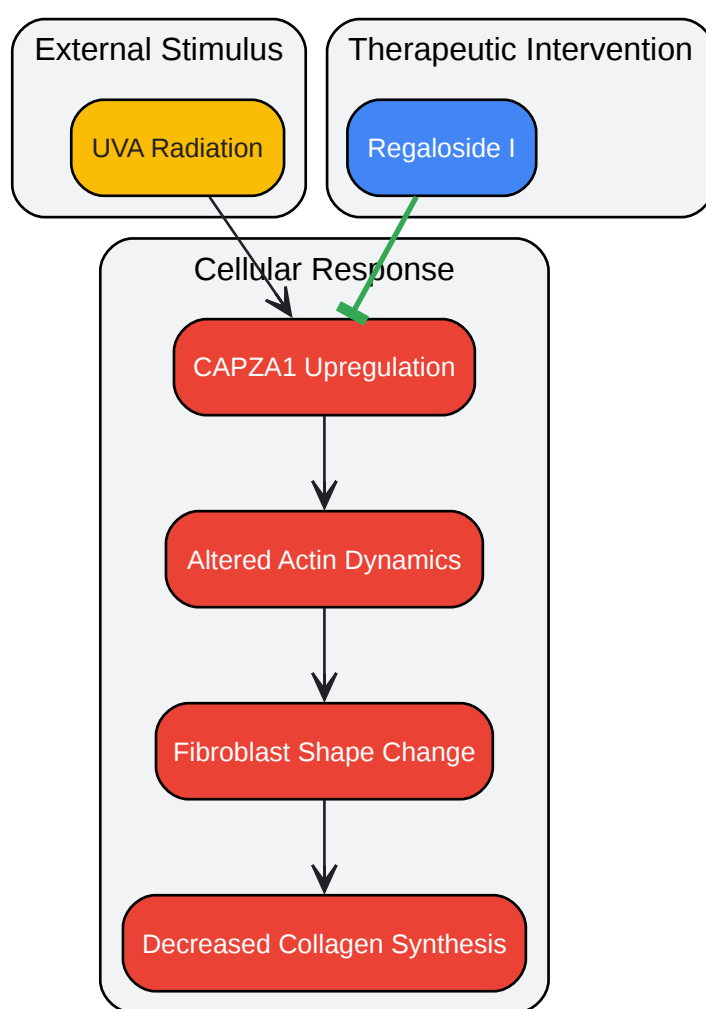 External Stimulus
Therapeutic Intervention
UVA Radiation
Regaloside I
Cellular Response
CAPZA1 Upregulation
Altered Actin Dynamics
Fibroblast Shape Change
Decreased Collagen Synthesis